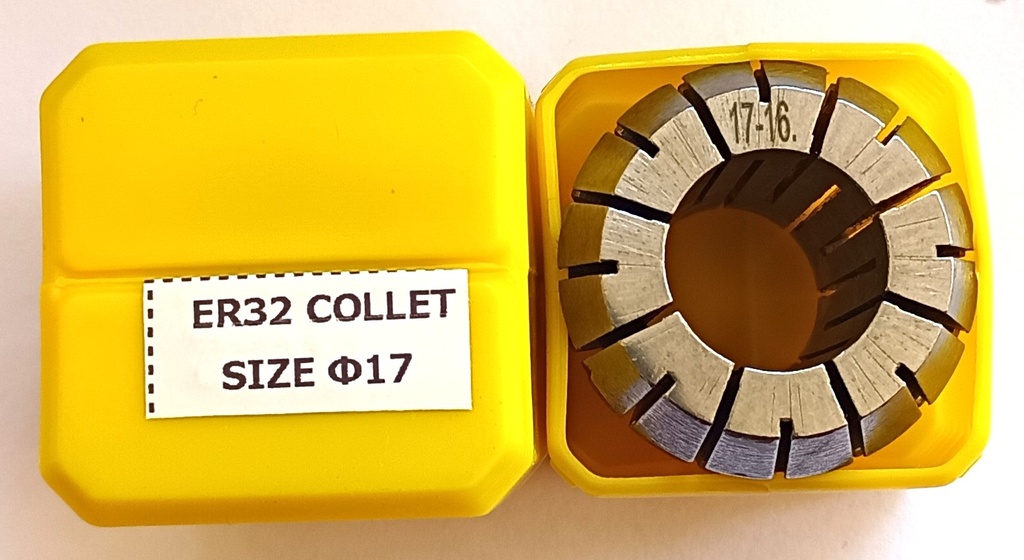 ER32 COLLET
SIZE Φ17
17-16.